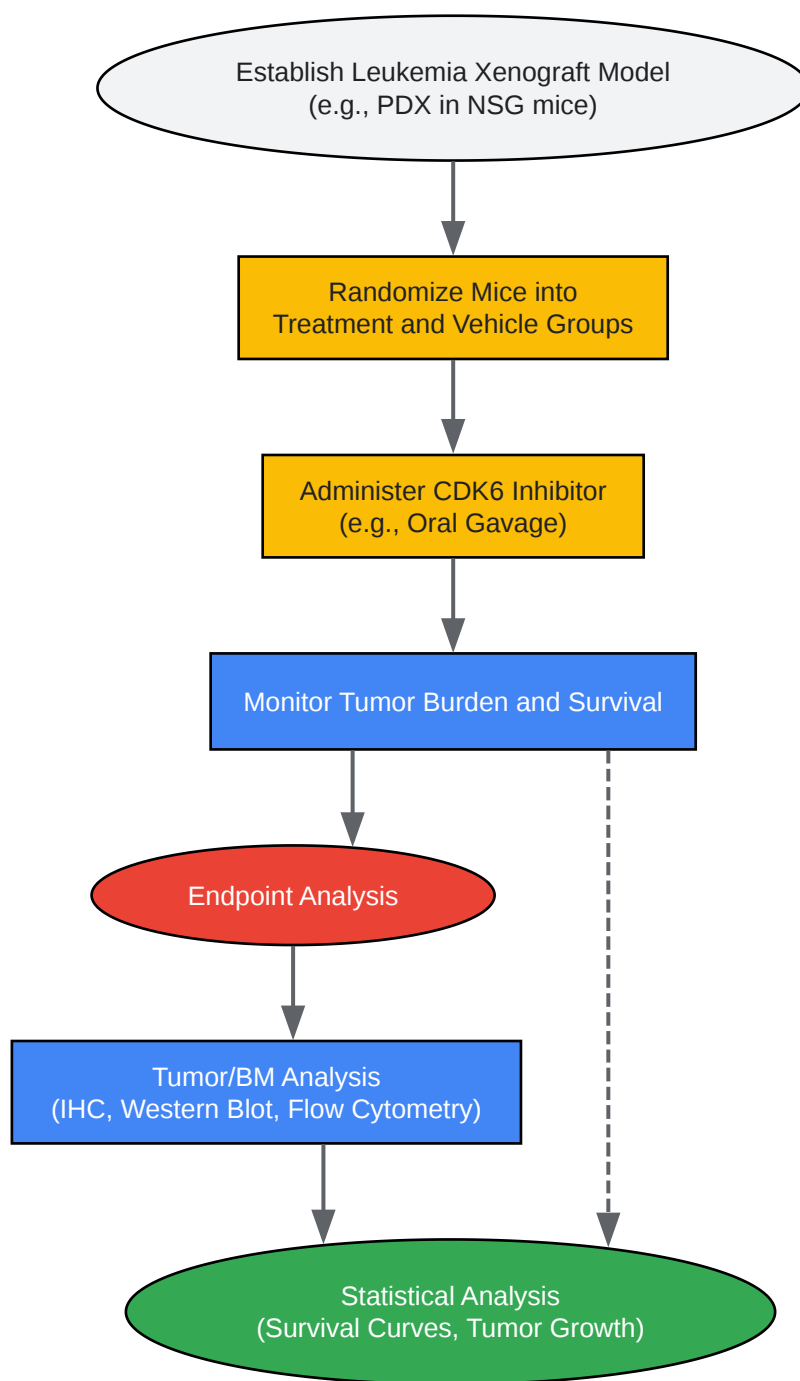 Establish Leukemia Xenograft Model
(e.g., PDX in NSG mice)
Randomize Mice into
Treatment and Vehicle Groups
Administer CDK6 Inhibitor
(e.g., Oral Gavage)
Monitor Tumor Burden and Survival
Endpoint Analysis
Tumor/BM Analysis
(IHC, Western Blot, Flow Cytometry)
Statistical Analysis
(Survival Curves, Tumor Growth)